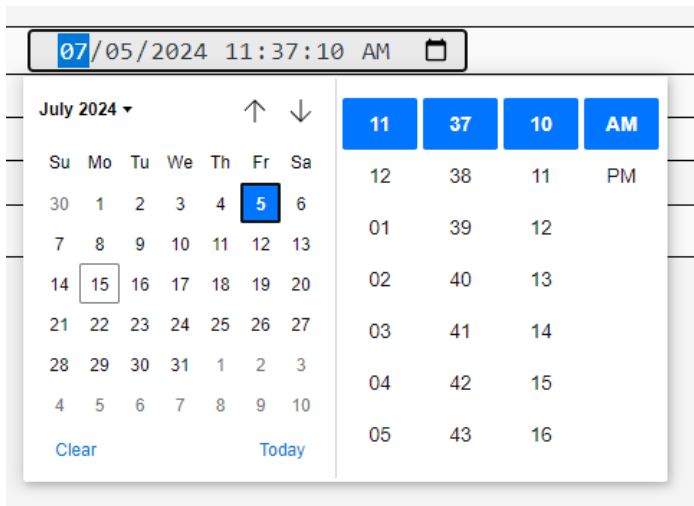 07/05/2024 11:37:10 AM
July 2024
Su Mo Tu We Th Fr Sa
30 1 2 3 4 5 6
7 8 9 10 11 12 13
14 15 16 17 18 19 20
21 22 23 24 25 26 27
28 29 30 31 1 2 3
4 5 6 7 8 9 10
Clear Today
11 37 10 AM
12 38 11 PM
01 39 12
02 40 13
03 41 14
04 42 15
05 43 16